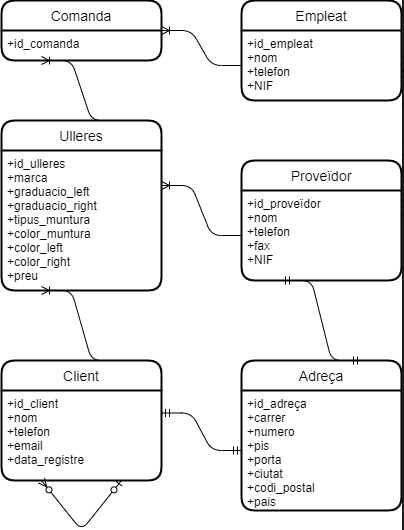 Comanda
+id_comanda
Empleat
+id_empleat
+nom
+telefon
+NIF
Ulleres
+id_ulleres
+marca
+graduacio_left
+graduacio_right
+tipus_muntura
+color_muntura
+color_left
+color_right
+preu
Proveïdor
+id_proveïdor
+nom
+telefon
+fax
+NIF
Client
+id_client
+nom
+telefon
+email
+data_registre
Adreça
+id_adreça
+carrer
+numero
+pis
+porta
+ciutat
+codi_postal
+pais